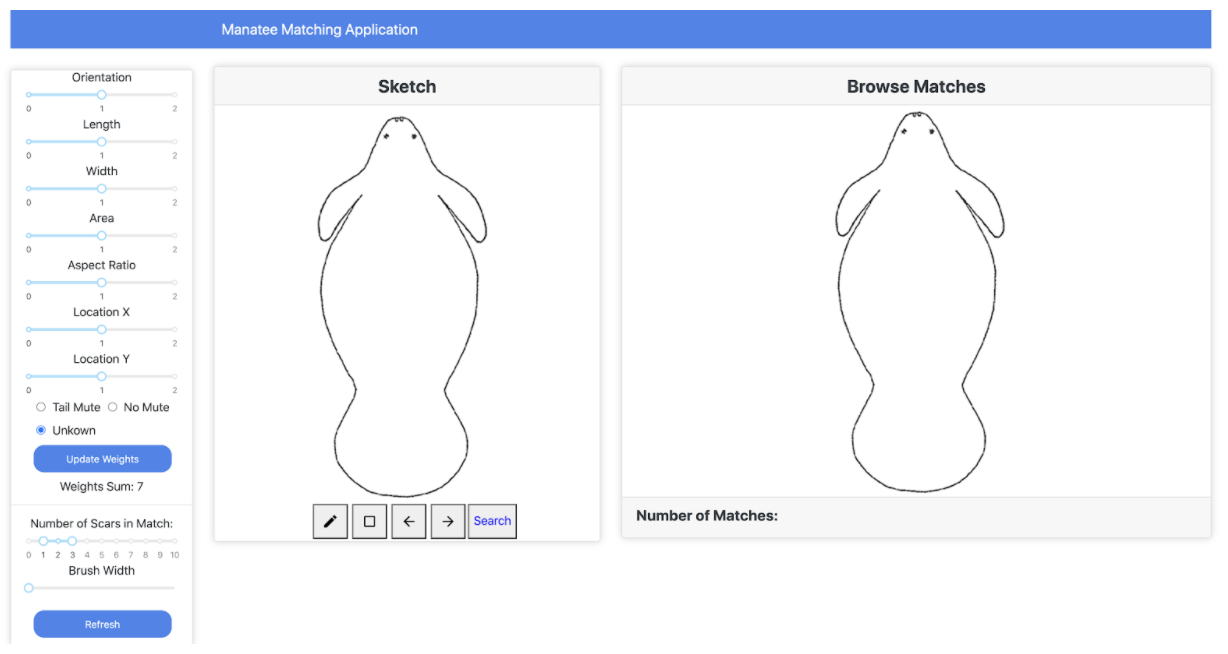 Manatee Matching Application
Orientation
0 1 2
Length
0 1 2
Width
0 1 2
Area
0 1 2
Aspect Ratio
0 1 2
Location X
0 1 2
Location Y
0 1 2
Tail Mute No Mute
Unkown
Update Weights
Weights Sum: 7
Number of Scars in Match:
0 1 2 3 4 5 6 7 8 9 10
Brush Width
Refresh
Sketch
Search
Browse Matches
Number of Matches: